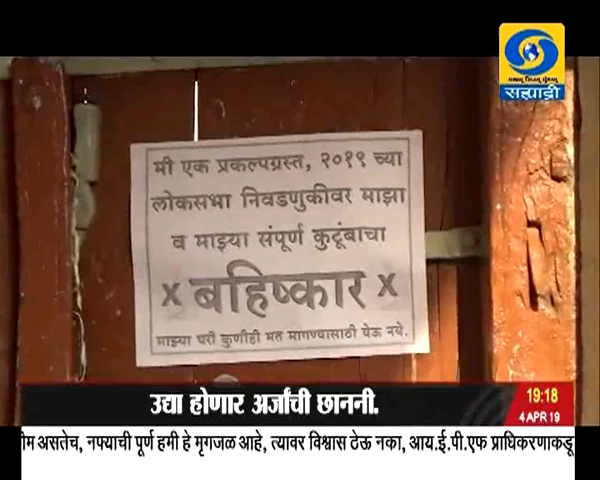 सह्याद्री
मी एक प्रकल्पग्रस्त, २०१९ च्या
लोकसभा निवडणुकीवर माझा
व माझ्या संपूर्ण कुटूंबाचा
x बहिष्कार x
माझ्या घरी कुणीही मत मागण्यासाठी येऊ नये.
उद्या होणार अर्जांची छाननी.
19:18
4 APR 19
असतेच, नफ्याची पूर्ण हमी हे मृगजळ आहे, त्यावर विश्वास ठेऊ नका, आय.ई.पी.एफ प्राधिकरणाकडू